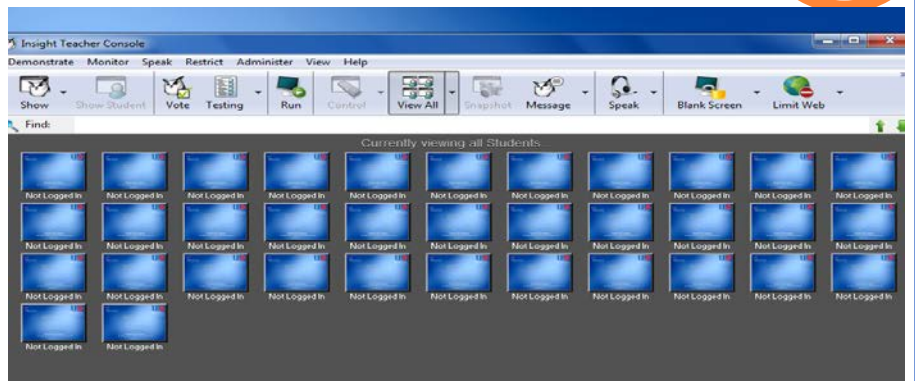 Insight Teacher Console
Demonstrate Monitor Speak Restrict Administer View Help
Show Show Student Vote Testing Run Control View All Snapshot Message Speak Blank Screen Limit Web
Find:
Currently viewing all Students...
Not Logged In Not Logged In Not Logged In Not Logged In Not Logged In Not Logged In Not Logged In Not Logged In Not Logged In Not Logged In Not Logged In
Not Logged In Not Logged In Not Logged In Not Logged In Not Logged In Not Logged In Not Logged In Not Logged In Not Logged In Not Logged In Not Logged In
Not Logged In Not Logged In Not Logged In Not Logged In Not Logged In Not Logged In Not Logged In Not Logged In Not Logged In Not Logged In Not Logged In
Not Logged In Not Logged In